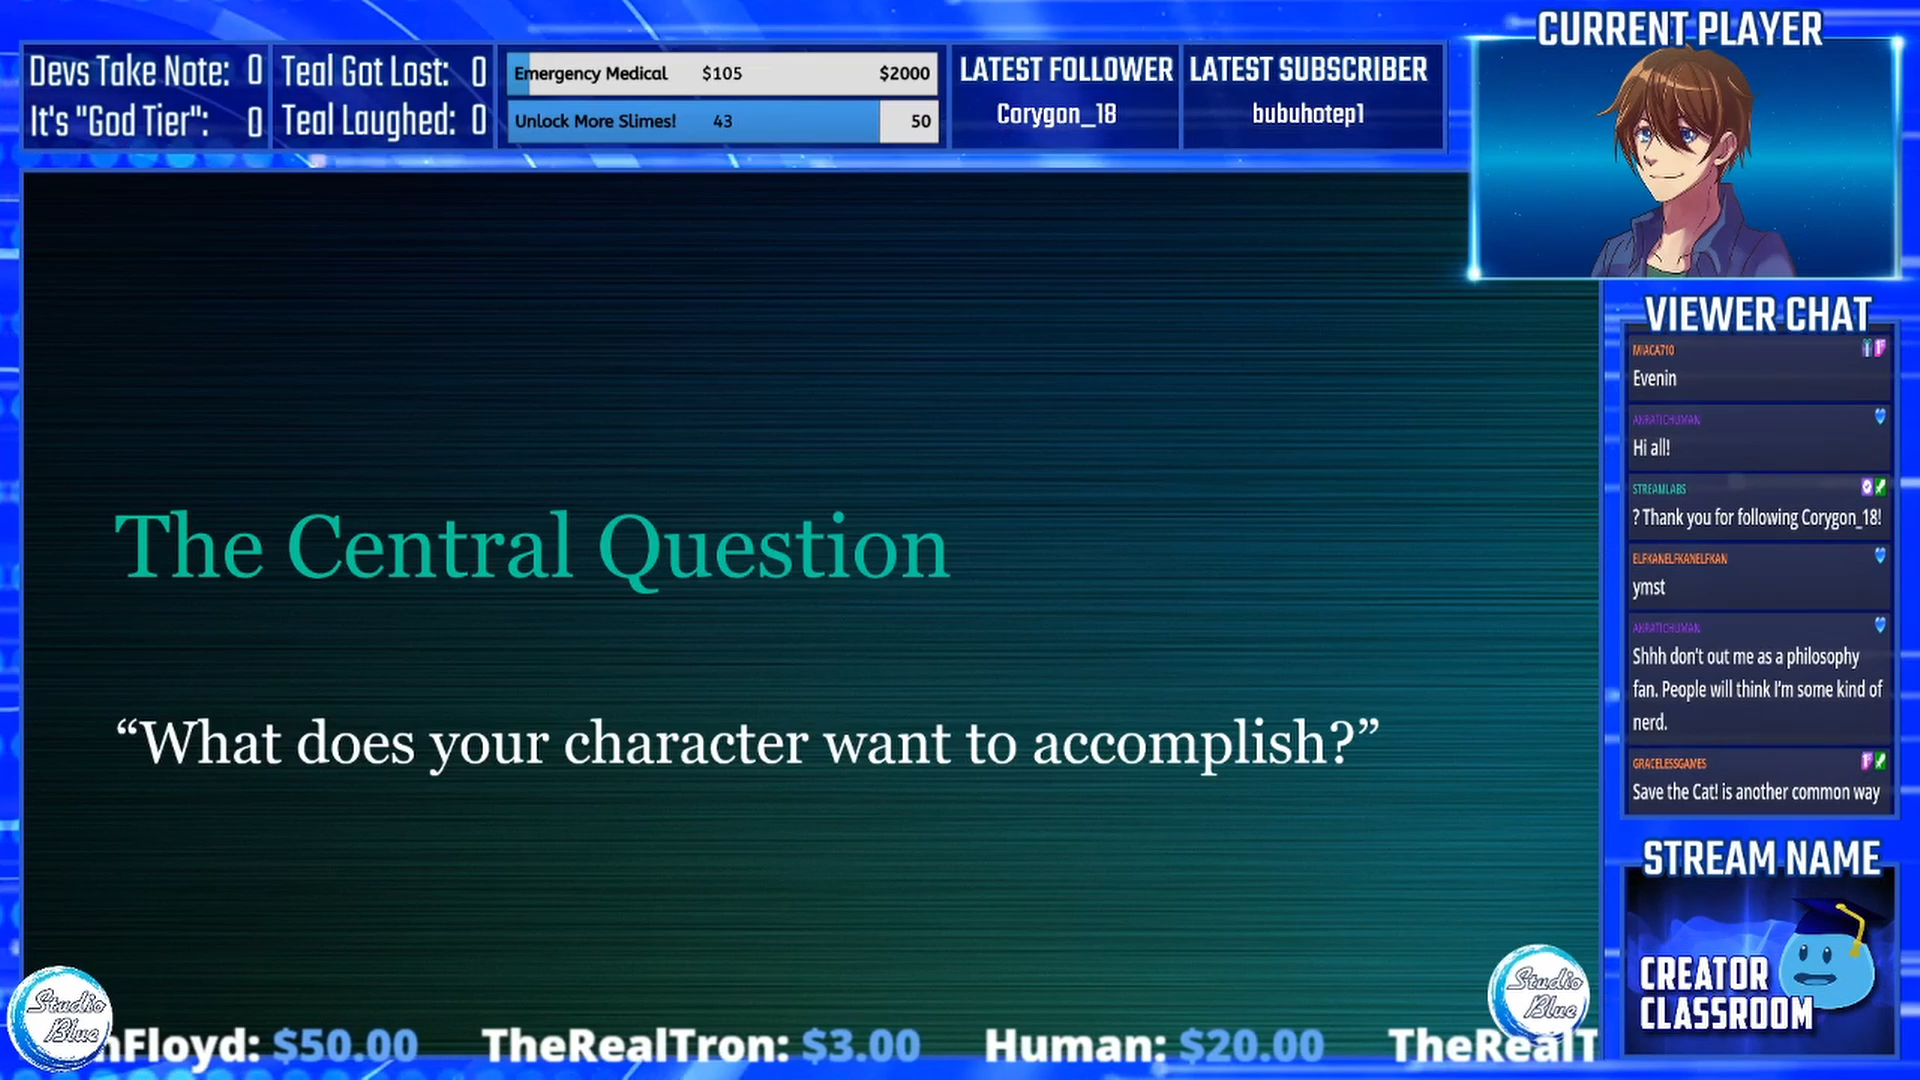 Devs Take Note: 0
It's "God Tier": 0
Teal Got Lost: 0
Teal Laughed: 0
Emergency Medical $105 $2000
Unlock More Slimes! 43 50
LATEST FOLLOWER
Corygon_18
LATEST SUBSCRIBER
bubuhotep1
CURRENT PLAYER
The Central Question
“What does your character want to accomplish?”
VIEWER CHAT
MIACA710
Evenin
AKRATICHUMAN
Hi all!
STREAMLABS
? Thank you for following Corygon_18!
ELFKANELFKANELFKAN
ymst
AKRATICHUMAN
Shhh don't out me as a philosophy
fan. People will think I'm some kind of
nerd.
GRACELESSGAMES
Save the Cat! is another common way
STREAM NAME
CREATOR
CLASSROOM
Studio
Blue
Studio
Blue
nFloyd: $50.00 TheRealTron: $3.00 Human: $20.00 TheRealT